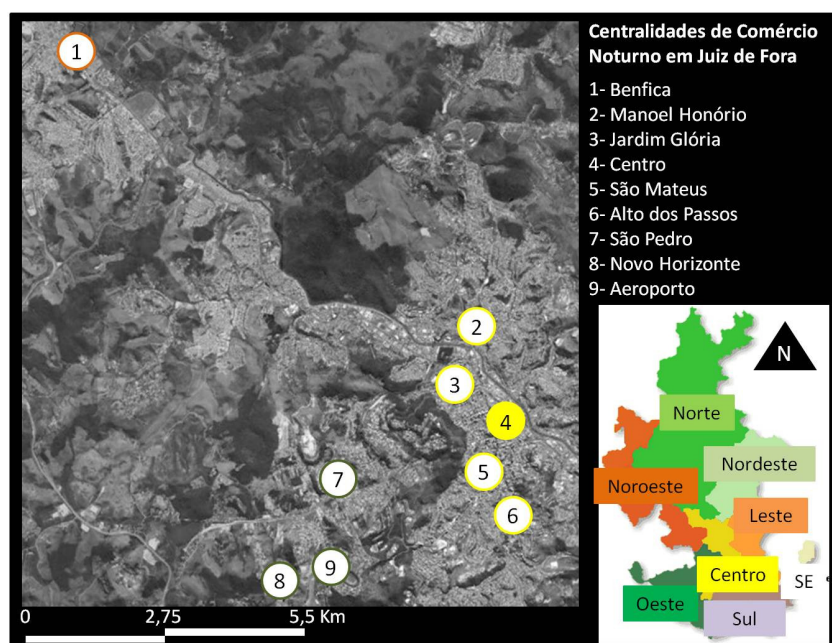 Centralidades de Comércio
Noturno em Juiz de Fora
1- Benfica
2- Manoel Honório
3- Jardim Glória
4- Centro
5- São Mateus
6- Alto dos Passos
7- São Pedro
8- Novo Horizonte
9- Aeroporto
1
2
3
4
5
6
7
8
9
0
2,75
5,5 Km
N
Norte
Nordeste
Noroeste
Leste
Centro
SE
Oeste
Sul